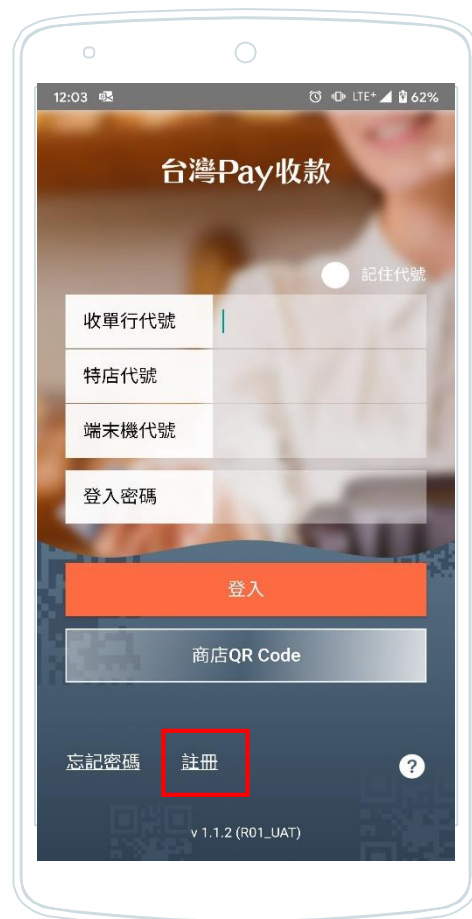 12:03 LTE+ 62%
台灣Pay收款
記住代號
收單行代號
特店代號
端末機代號
登入密碼
登入
商店QR Code
忘記密碼 註冊 ?
v 1.1.2 (R01_UAT)